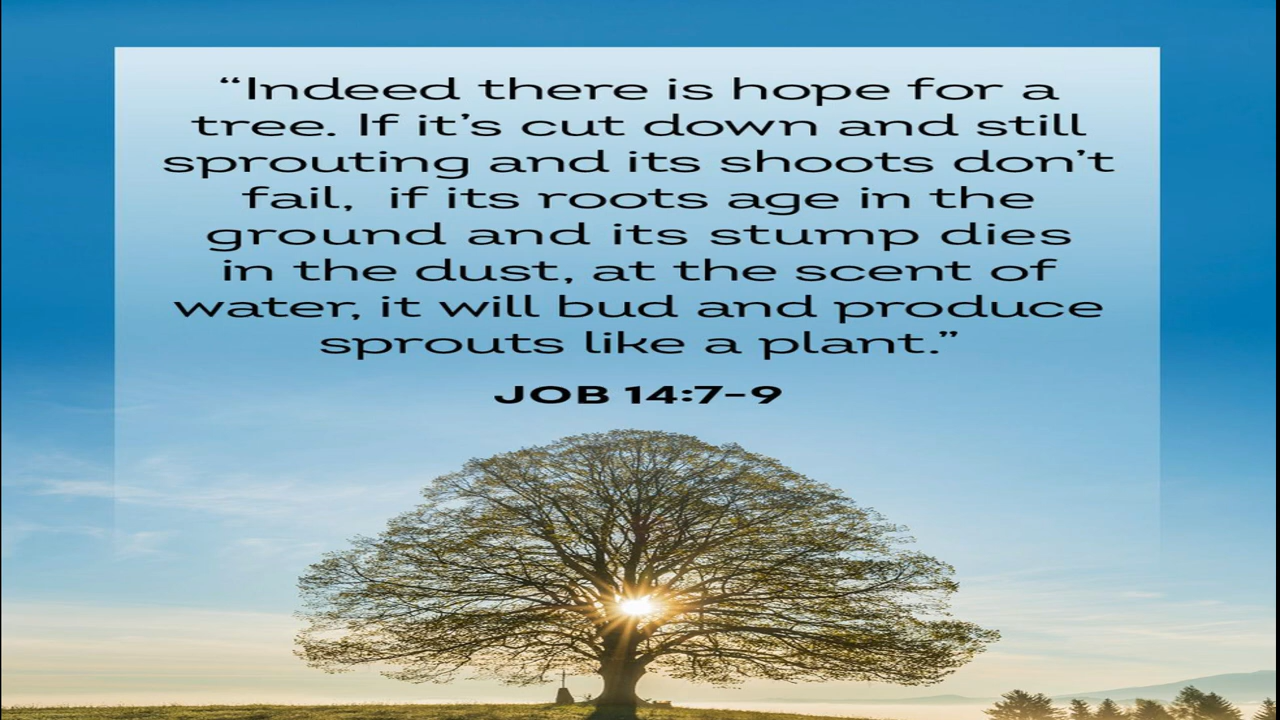 “Indeed there is hope for a
tree. If it’s cut down and still
sprouting and its shoots don’t
fail,  if its roots age in the
ground and its stump dies
in the dust, at the scent of
water, it will bud and produce
sprouts like a plant.”
JOB 14:7-9